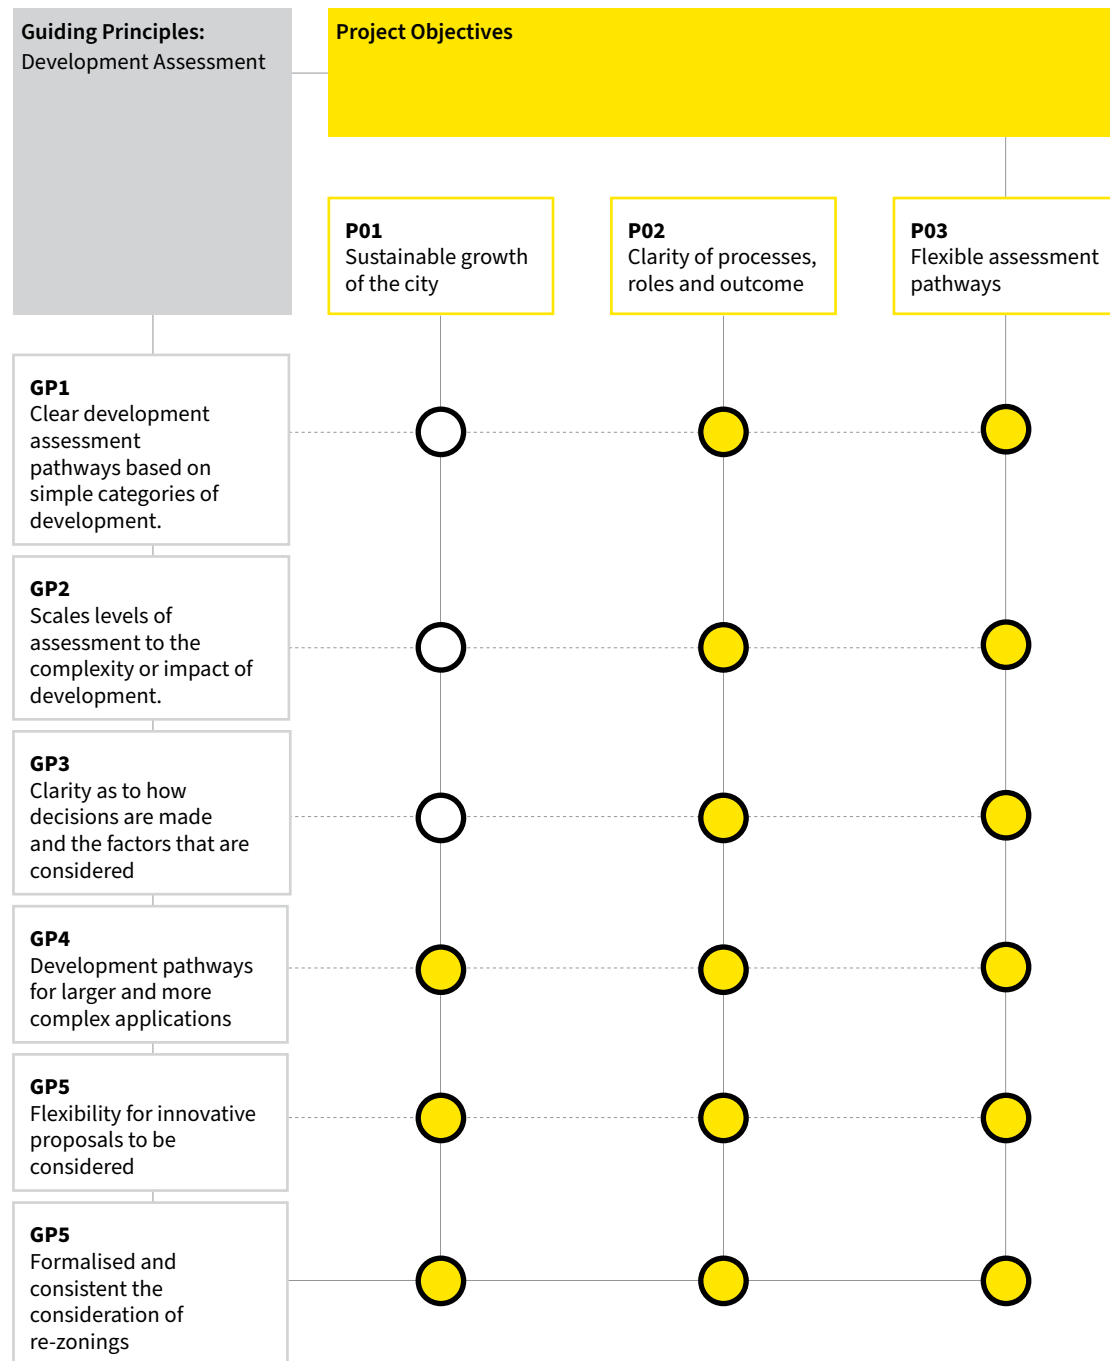 Guiding Principles:
Development Assessment
Project Objectives
P01
Sustainable growth
of the city
P02
Clarity of processes,
roles and outcome
P03
Flexible assessment
pathways
GP1
Clear development
assessment
pathways based on
simple categories of
development.
GP2
Scales levels of
assessment to the
complexity or impact of
development.
GP3
Clarity as to how
decisions are made
and the factors that are
considered
GP4
Development pathways
for larger and more
complex applications
GP5
Flexibility for innovative
proposals to be
considered
GP5
Formalised and
consistent the
consideration of
re-zonings